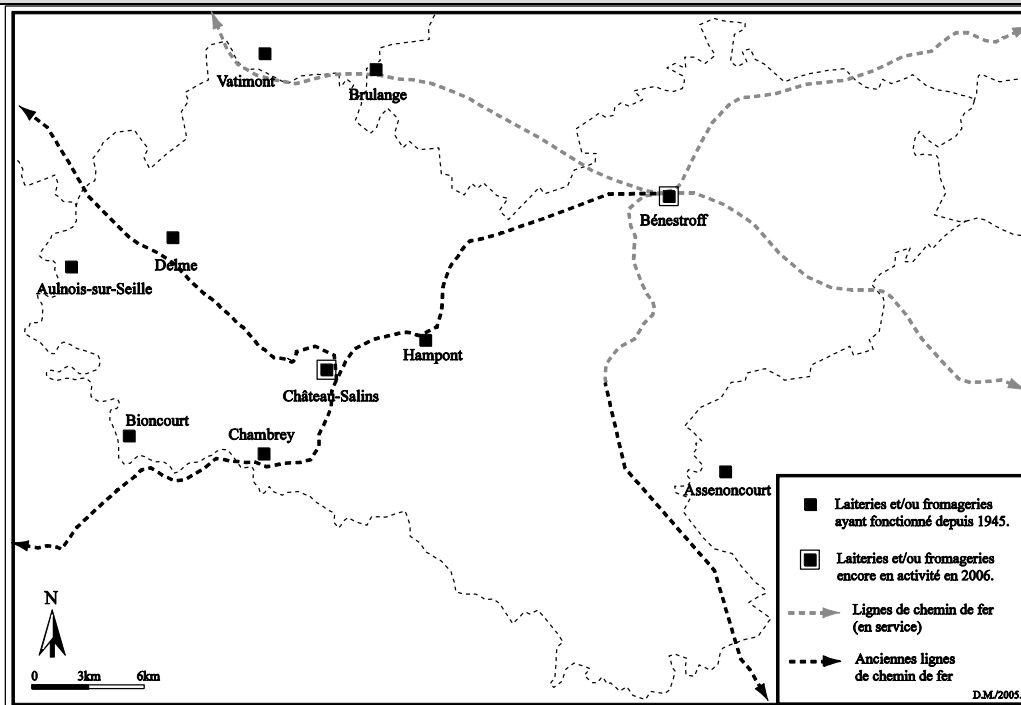 Vatimont
Brulange
Bénestroff
Delme
Aulnois-sur-Seille
Hampont
Château-Salins
Bioncourt
Chambrey
Assenoncourt
Laiteries et/ou fromageries
ayant fonctionné depuis 1945.
Laiteries et/ou fromageries
encore en activité en 2006.
Lignes de chemin de fer
(en service)
Anciennes lignes
de chemin de fer
N
0 3km 6km
D.M./2005.